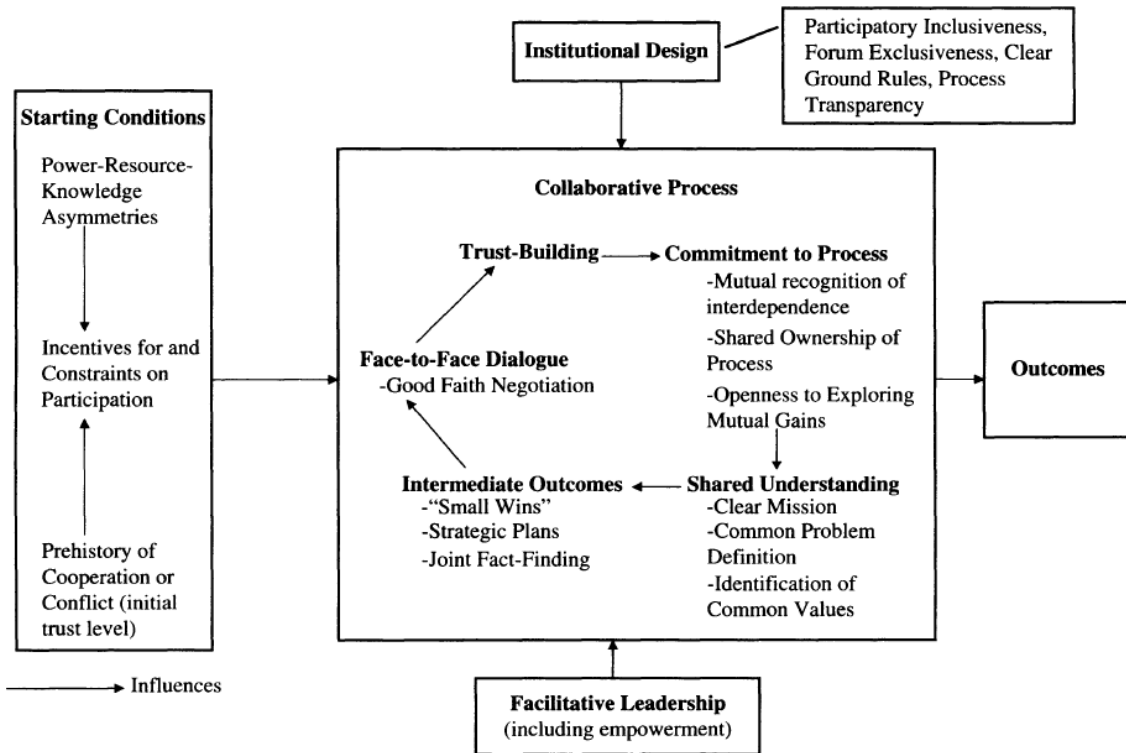 Institutional Design
Participatory Inclusiveness,
Forum Exclusiveness, Clear
Ground Rules, Process
Transparency
Starting Conditions
Power-Resource-
Knowledge
Asymmetries
Incentives for and
Constraints on
Participation
Prehistory of
Cooperation or
Conflict (initial
trust level)
Influences
Collaborative Process
Trust-Building
Commitment to Process
-Mutual recognition of
interdependence
-Shared Ownership of
Process
-Openness to Exploring
Mutual Gains
Face-to-Face Dialogue
-Good Faith Negotiation
Intermediate Outcomes
-“Small Wins”
-Strategic Plans
-Joint Fact-Finding
Shared Understanding
-Clear Mission
-Common Problem
Definition
-Identification of
Common Values
Outcomes
Facilitative Leadership
(including empowerment)